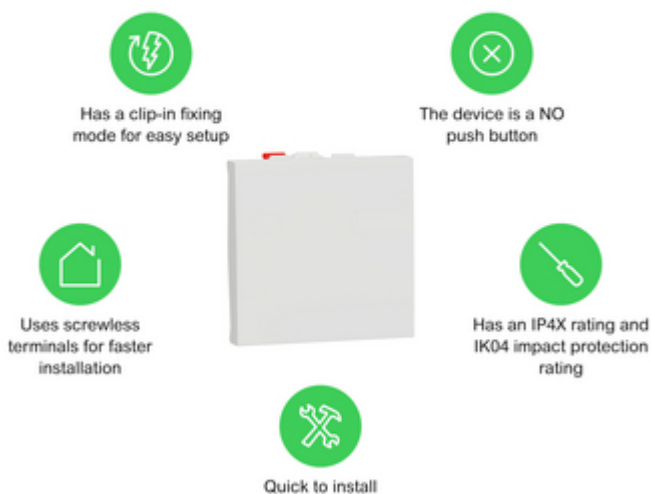 Has a clip-in fixing
mode for easy setup
The device is a NO
push button
Uses screwless
terminals for faster
installation
Has an IP4X rating and
IK04 impact protection
rating
Quick to install